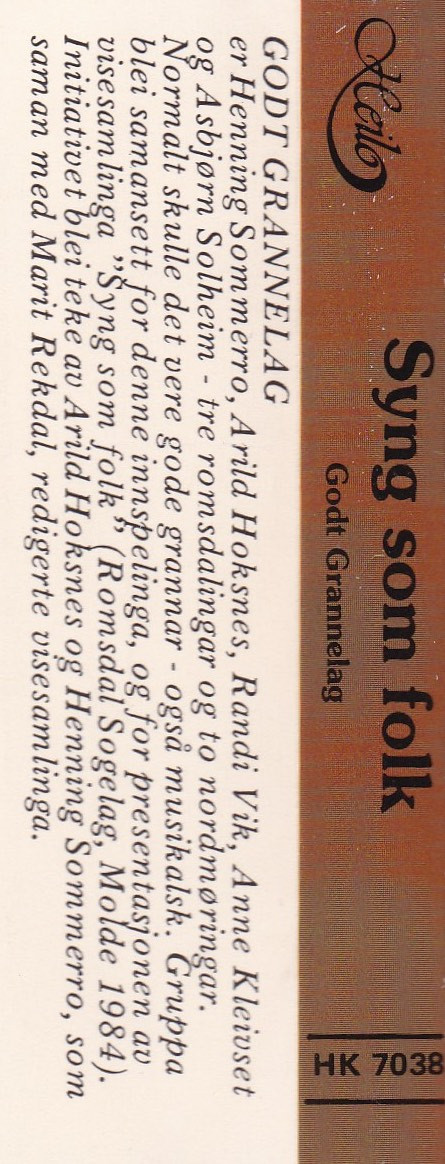 Herilo
Syng som folk
Godt Grannelag
HK 7038
GODT GRANNELAG
er Henning Sommerro, Arild Hoksnes, Randi Vik, Anne Kleivset
og Asbjørn Solheim - tre romsdalingar og to nordmøringar.
Normalt skulle det vere gode grannar - også musikalsk. Gruppa
blei samansett for denne innspelinga, og for presentasjonen av
visesamlinga "Syng som folk" (Romsdal Sogelag, Molde 1984).
Initiativet blei teke av Arild Hoksnes og Henning Sommerro, som
saman med Marit Rekdal, redigerte visesamlinga.